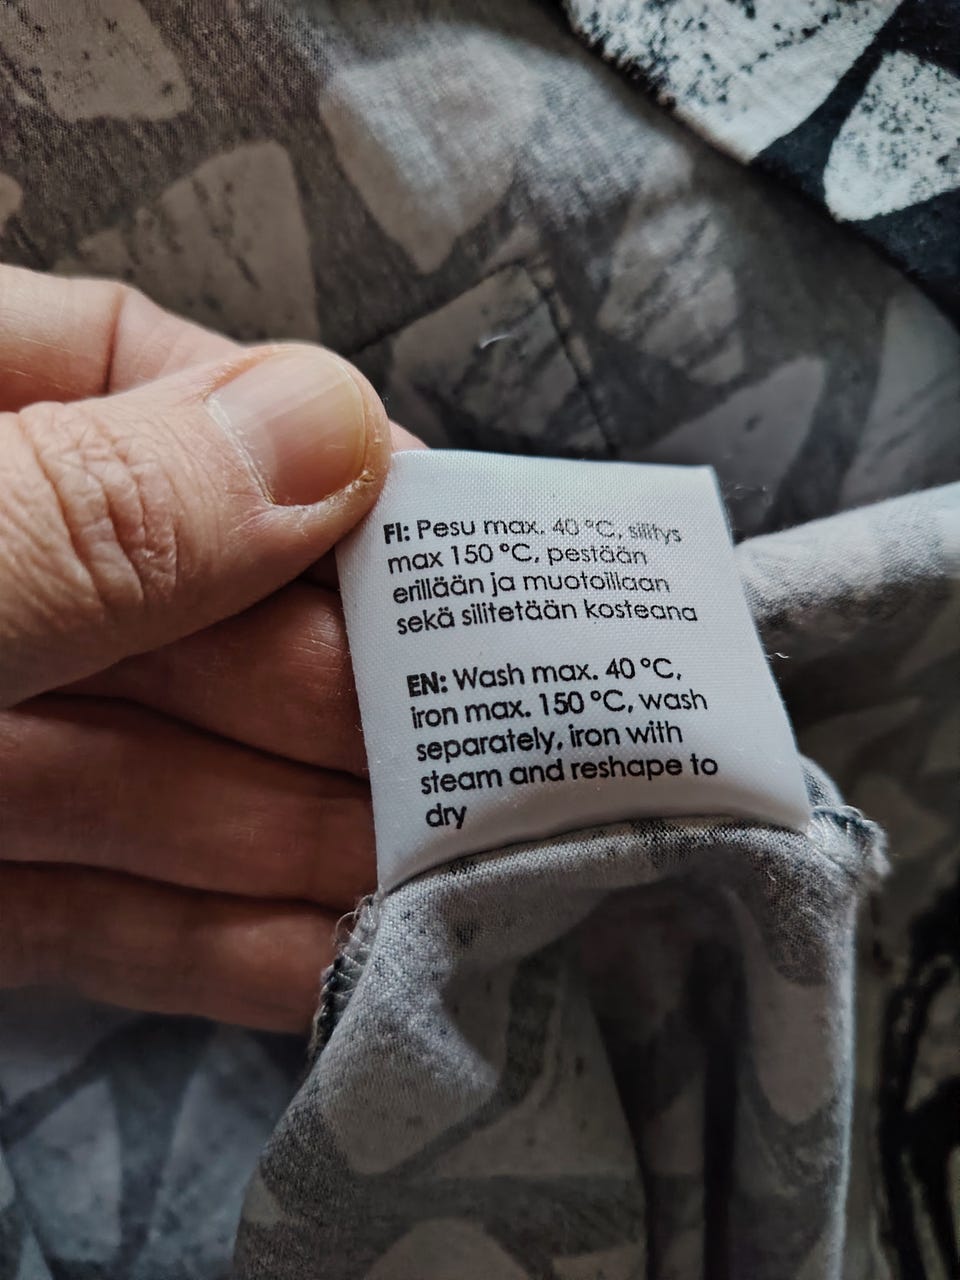 FI: Pesu max. 40 °C, silitys
max 150 °C, pestään
erillään ja muotoillaan
sekä silitetään kosteana
EN: Wash max. 40 °C,
iron max. 150 °C, wash
separately, iron with
steam and reshape to
dry